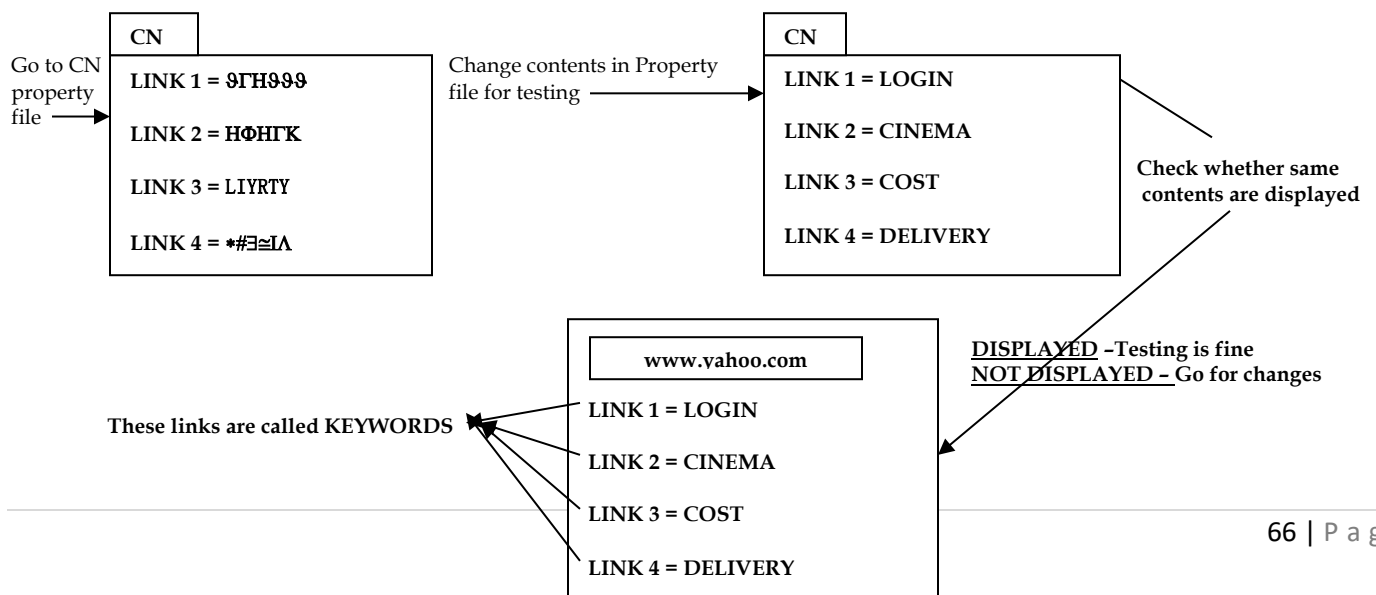 CN
Go to CN
property
file
LINK 1 = ϑΓΗϑϑϑ
LINK 2 = ΗΦΗΓΚ
LINK 3 = LIYRTY
LINK 4 = *#∃≅ΙΛ
Change contents in Property
file for testing
CN
LINK 1 = LOGIN
LINK 2 = CINEMA
LINK 3 = COST
LINK 4 = DELIVERY
Check whether same
contents are displayed
DISPLAYED –Testing is fine
NOT DISPLAYED – Go for changes
www.yahoo.com
LINK 1 = LOGIN
LINK 2 = CINEMA
LINK 3 = COST
LINK 4 = DELIVERY
These links are called KEYWORDS
66 | P a g